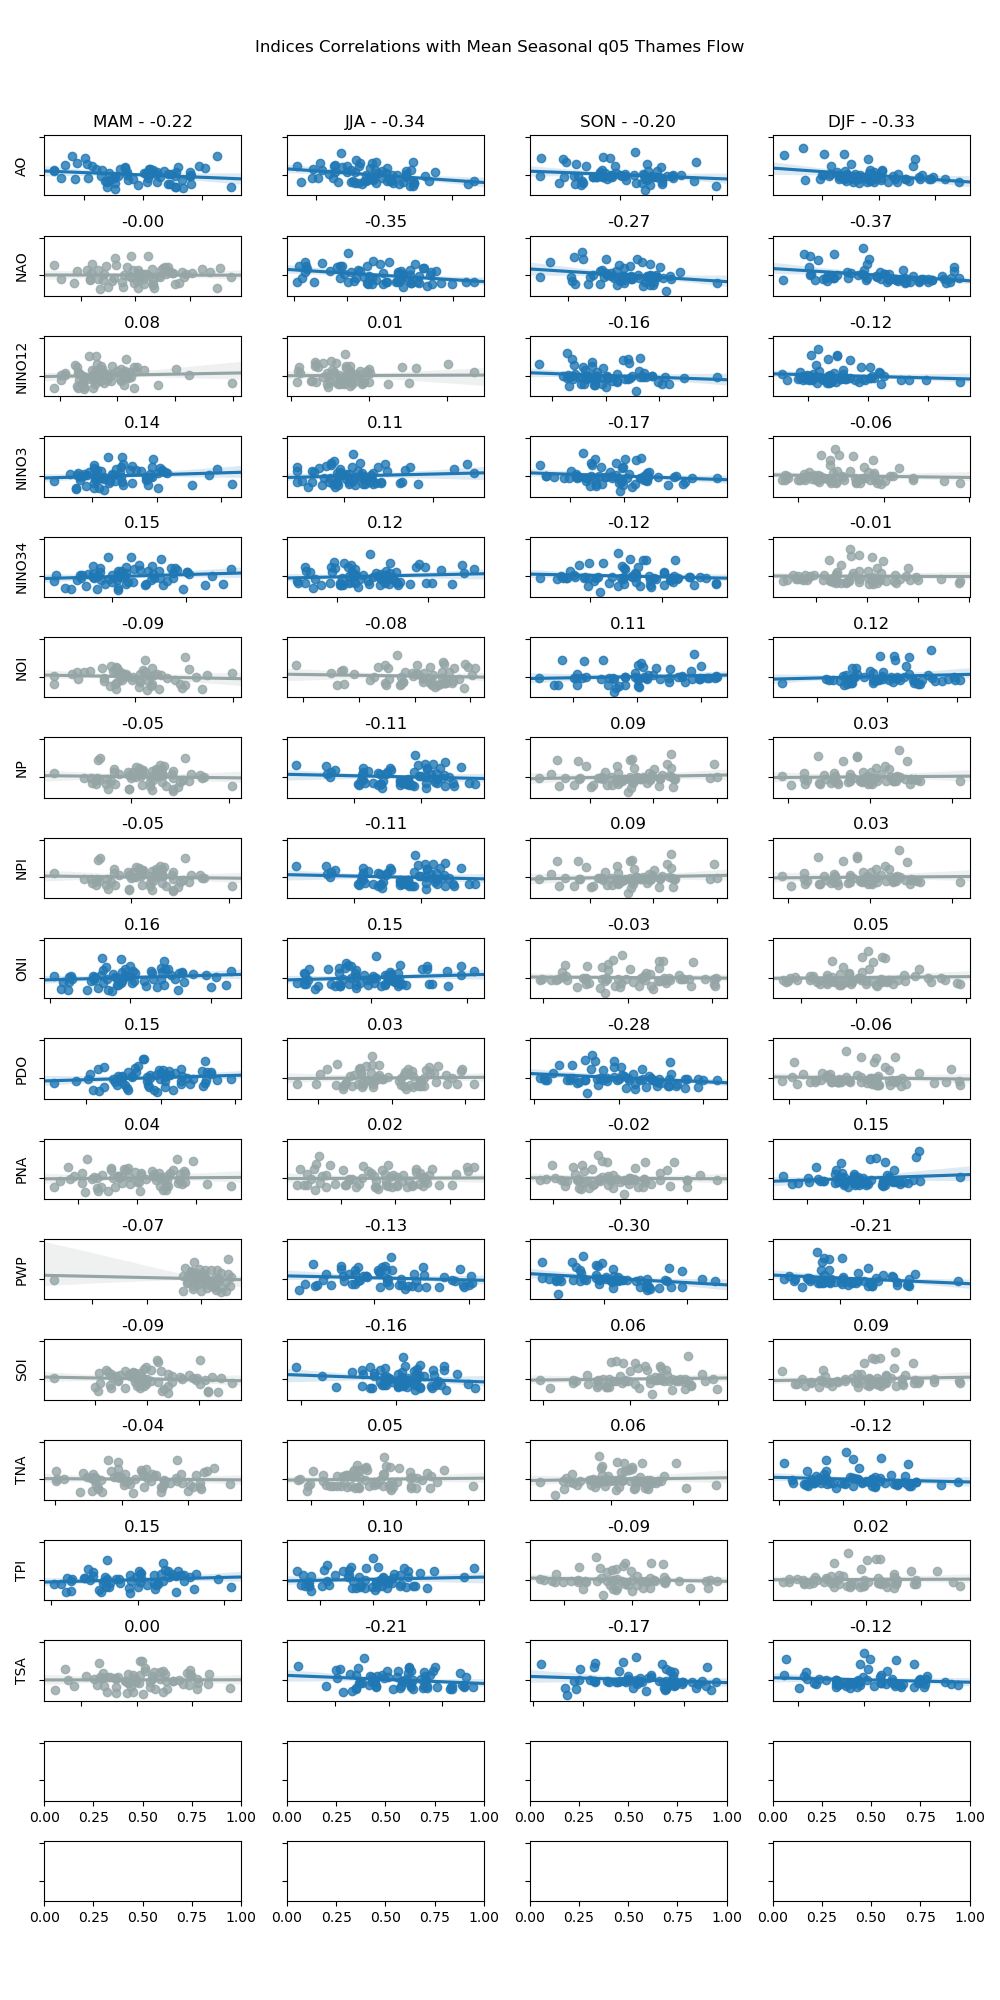 Indices Correlations with Mean Seasonal q05 Thames Flow
MAM - -0.22 JJA - -0.34 SON - -0.20 DJF - -0.33
AO
-0.00 -0.35 -0.27 -0.37
NAO
0.08 0.01 -0.16 -0.12
NINO12
0.14 0.11 -0.17 -0.06
NINO3
0.15 0.12 -0.12 -0.01
NINO34
-0.09 -0.08 0.11 0.12
NOI
-0.05 -0.11 0.09 0.03
NP
-0.05 -0.11 0.09 0.03
NPI
0.16 0.15 -0.03 0.05
ONI
0.15 0.03 -0.28 -0.06
PDO
0.04 0.02 -0.02 0.15
PNA
-0.07 -0.13 -0.30 -0.21
PWP
-0.09 -0.16 0.06 0.09
SOI
-0.04 0.05 0.06 -0.12
TNA
0.15 0.10 -0.09 0.02
TPI
0.00 -0.21 -0.17 -0.12
TSA
0.00 0.25 0.50 0.75 1.00 0.00 0.25 0.50 0.75 1.00 0.00 0.25 0.50 0.75 1.00 0.00 0.25 0.50 0.75 1.00
0.00 0.25 0.50 0.75 1.00 0.00 0.25 0.50 0.75 1.00 0.00 0.25 0.50 0.75 1.00 0.00 0.25 0.50 0.75 1.00